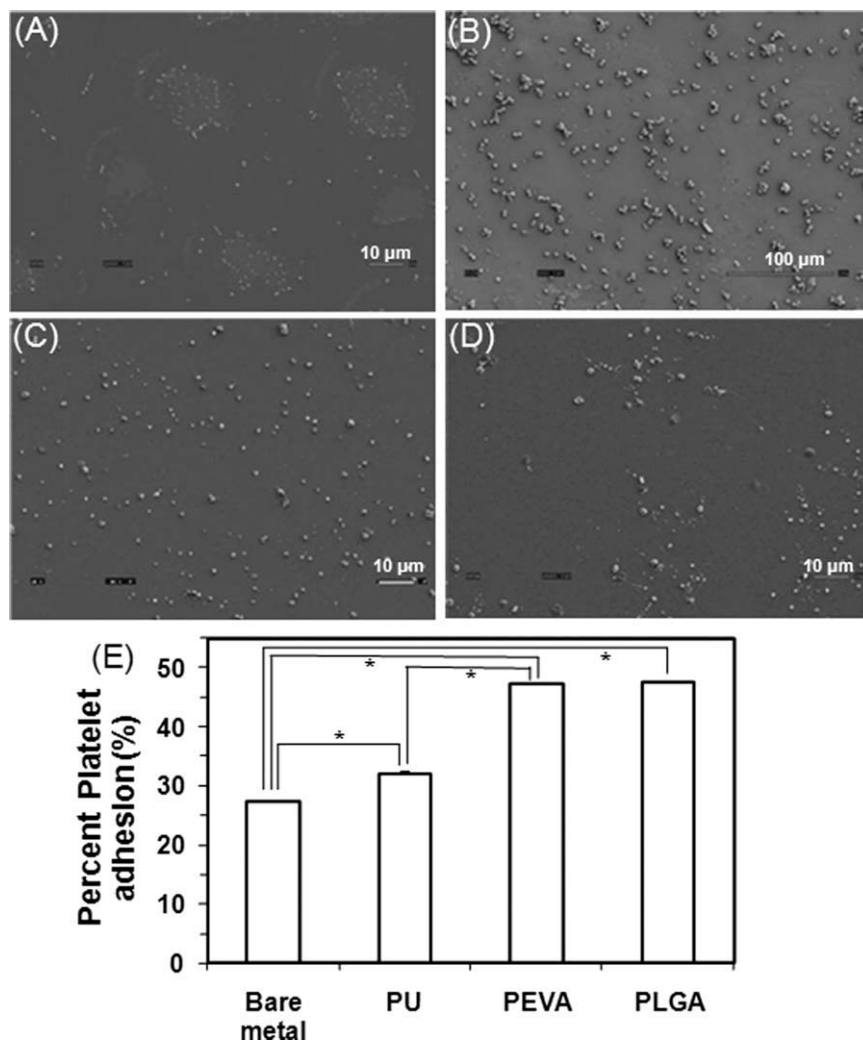 (A)
(B)
10 µm
100 µm
(C)
(D)
10 µm
10 µm
(E)
Percent Platelet
adhesion (%)
50
40
30
20
10
0
*
*
*
*
Bare
metal
PU
PEVA
PLGA